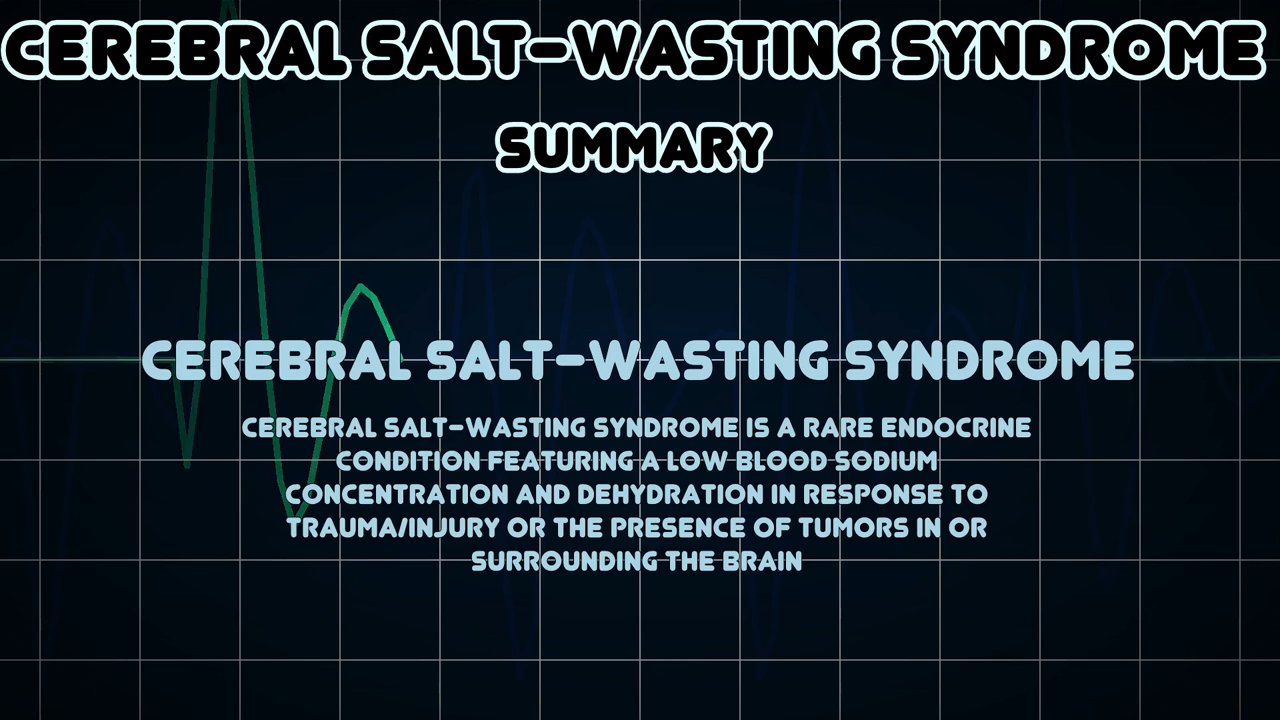 CEREBRAL SALT-WASTING SYNDROME
SUMMARY
CEREBRAL SALT-WASTING SYNDROME
CEREBRAL SALT-WASTING SYNDROME IS A RARE ENDOCRINE
CONDITION FEATURING A LOW BLOOD SODIUM
CONCENTRATION AND DEHYDRATION IN RESPONSE TO
TRAUMA/INJURY OR THE PRESENCE OF TUMORS IN OR
SURROUNDING THE BRAIN